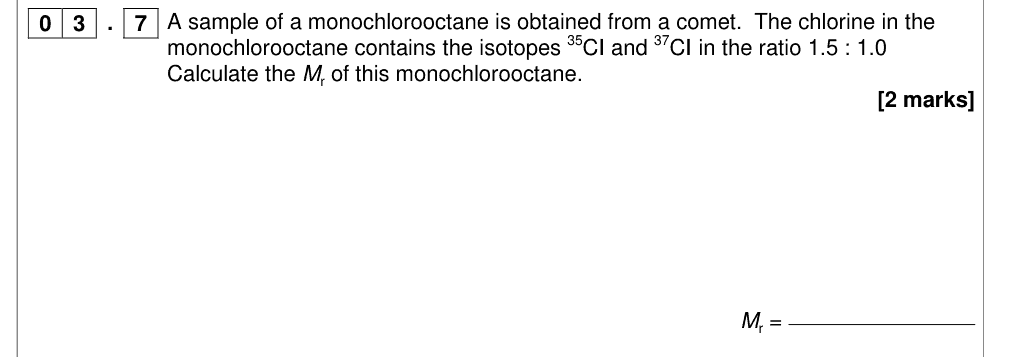 0 3 . 7 A sample of a monochlorooctane is obtained from a comet. The chlorine in the
monochlorooctane contains the isotopes ³⁵Cl and ³⁷Cl in the ratio 1.5 : 1.0
Calculate the Mᵣ of this monochlorooctane.
[2 marks]
Mᵣ =